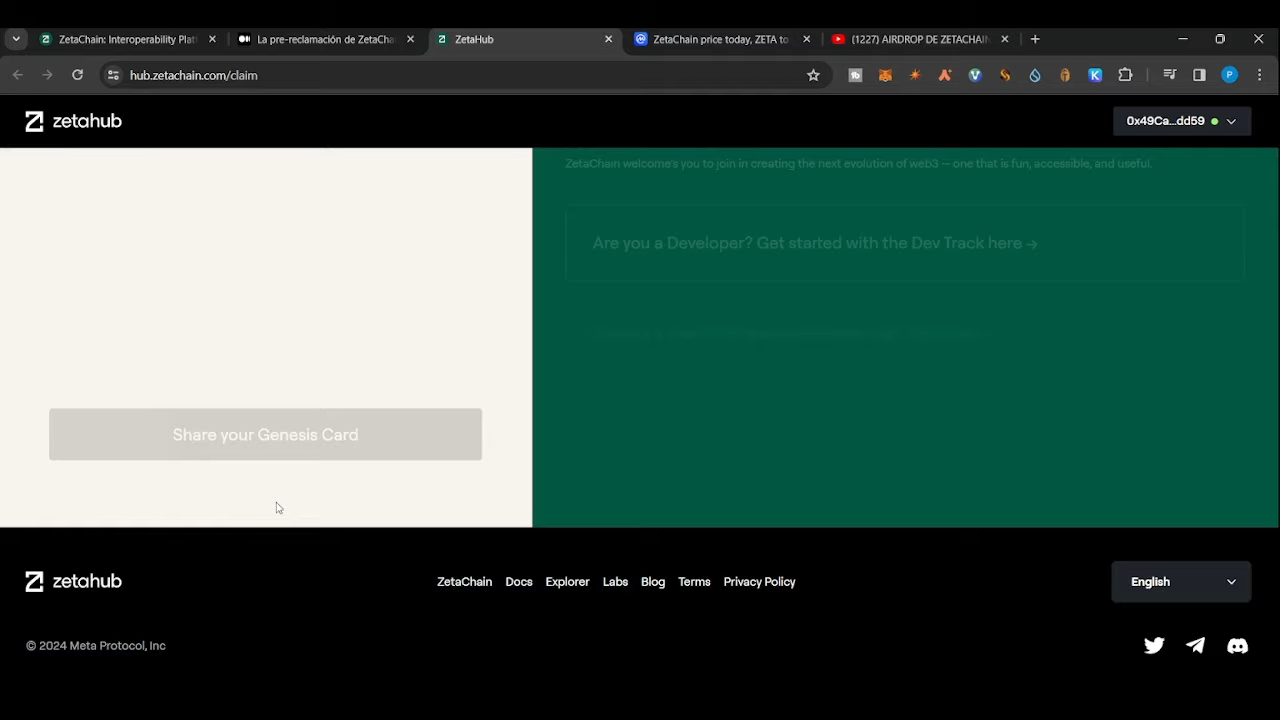 ZetaChain: Interoperability Plat
La pre-reclamación de ZetaCha
ZetaHub
ZetaChain price today, ZETA to
(1227) AIRDROP DE ZETACHAIN
hub.zetachain.com/claim
P
zetahub
0x49Ca...dd59
ZetaChain welcome's you to join in creating the next evolution of web3 — one that is fun, accessible, and useful.
Are you a Developer? Get started with the Dev Track here →
Share your Genesis Card
zetahub
ZetaChain Docs Explorer Labs Blog Terms Privacy Policy
English
© 2024 Meta Protocol, Inc